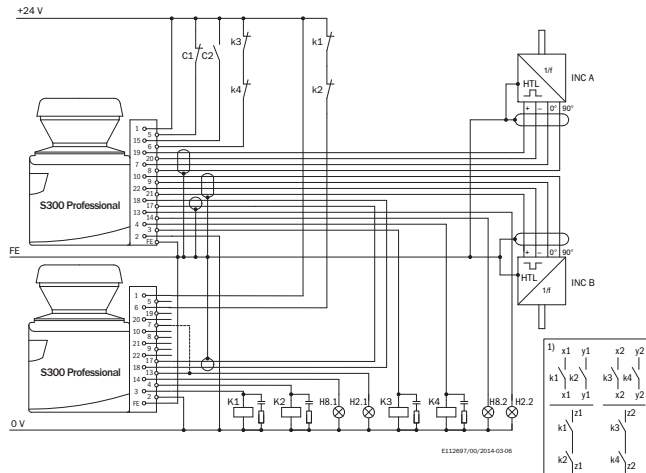 +24 V
C1 C2
k3
k4
k1
k2
INC A
1/f
HTL
+ − 0° 90°
S300 Professional
1
5
15
6
19
20
7
8
10
9
22
21
18
17
13
14
4
3
2
FE
FE
+ − 0° 90°
HTL
INC B
1/f
S300 Professional
1
5
6
19
20
7
10
8
21
9
22
17
18
13
14
4
3
2
FE
K1 K2 H8.1 H2.1 K3 K4 H8.2 H2.2
0 V
1)
x1 y1 x2 y2
k1 k2 k3 k4
x1 y1 x2 y2
z1 z2
k1 k3
k2 k4
z1 z2
E112697/00/2014-03-06